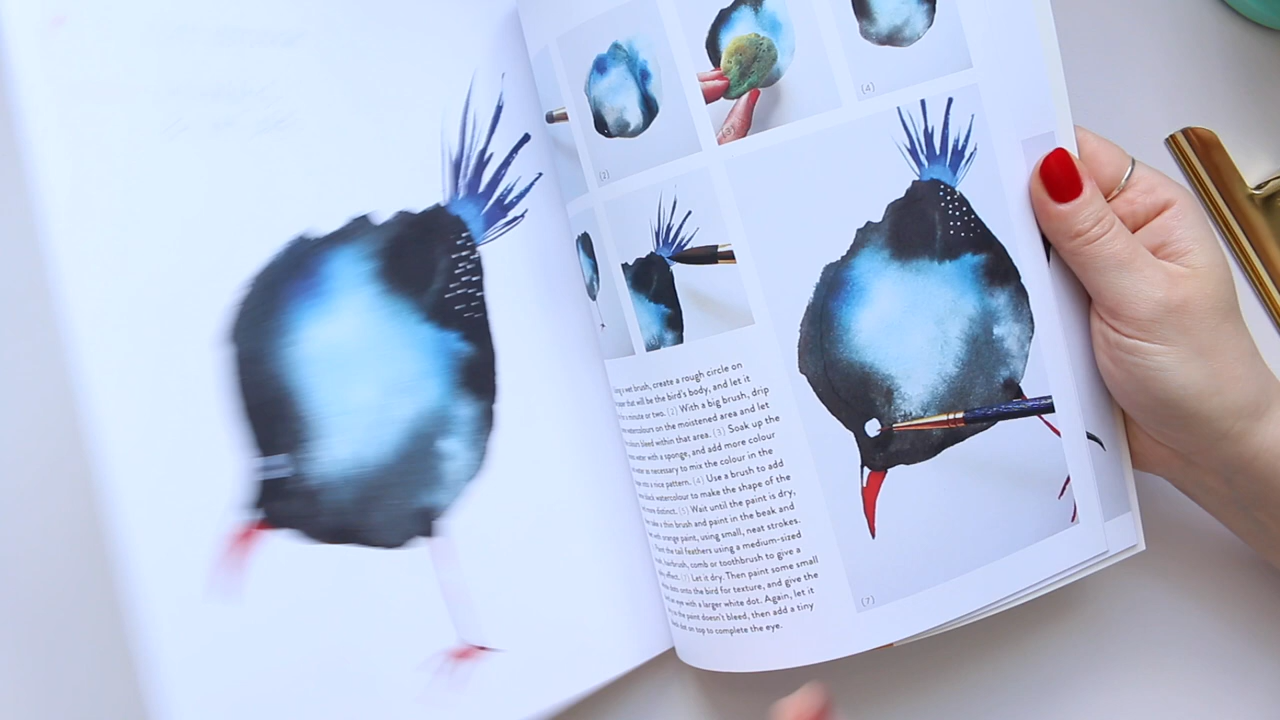 (4)
(3)
(2)
wet brush, create a rough circle on
that will be the bird's body, and let it
a minute or two. (2) With a big brush, drip
watercolours on the moistened area and let
colours bleed within that area. (3) Soak up the
water with a sponge, and add more colour
water as necessary to mix the colour in the
into a nice pattern. (4) Use a brush to add
black watercolour to make the shape of the
more distinct. (5) Wait until the paint is dry,
take a thin brush and paint in the beak and
with orange paint, using small, neat strokes.
Paint the tail feathers using a medium-sized
hairbrush, comb or toothbrush to give a
effect. Let it dry. Then paint some small
dots onto the bird for texture, and give the
an eye with a larger white dot. Again, let it
so the paint doesn't bleed, then add a tiny
dot on top to complete the eye.
(7)